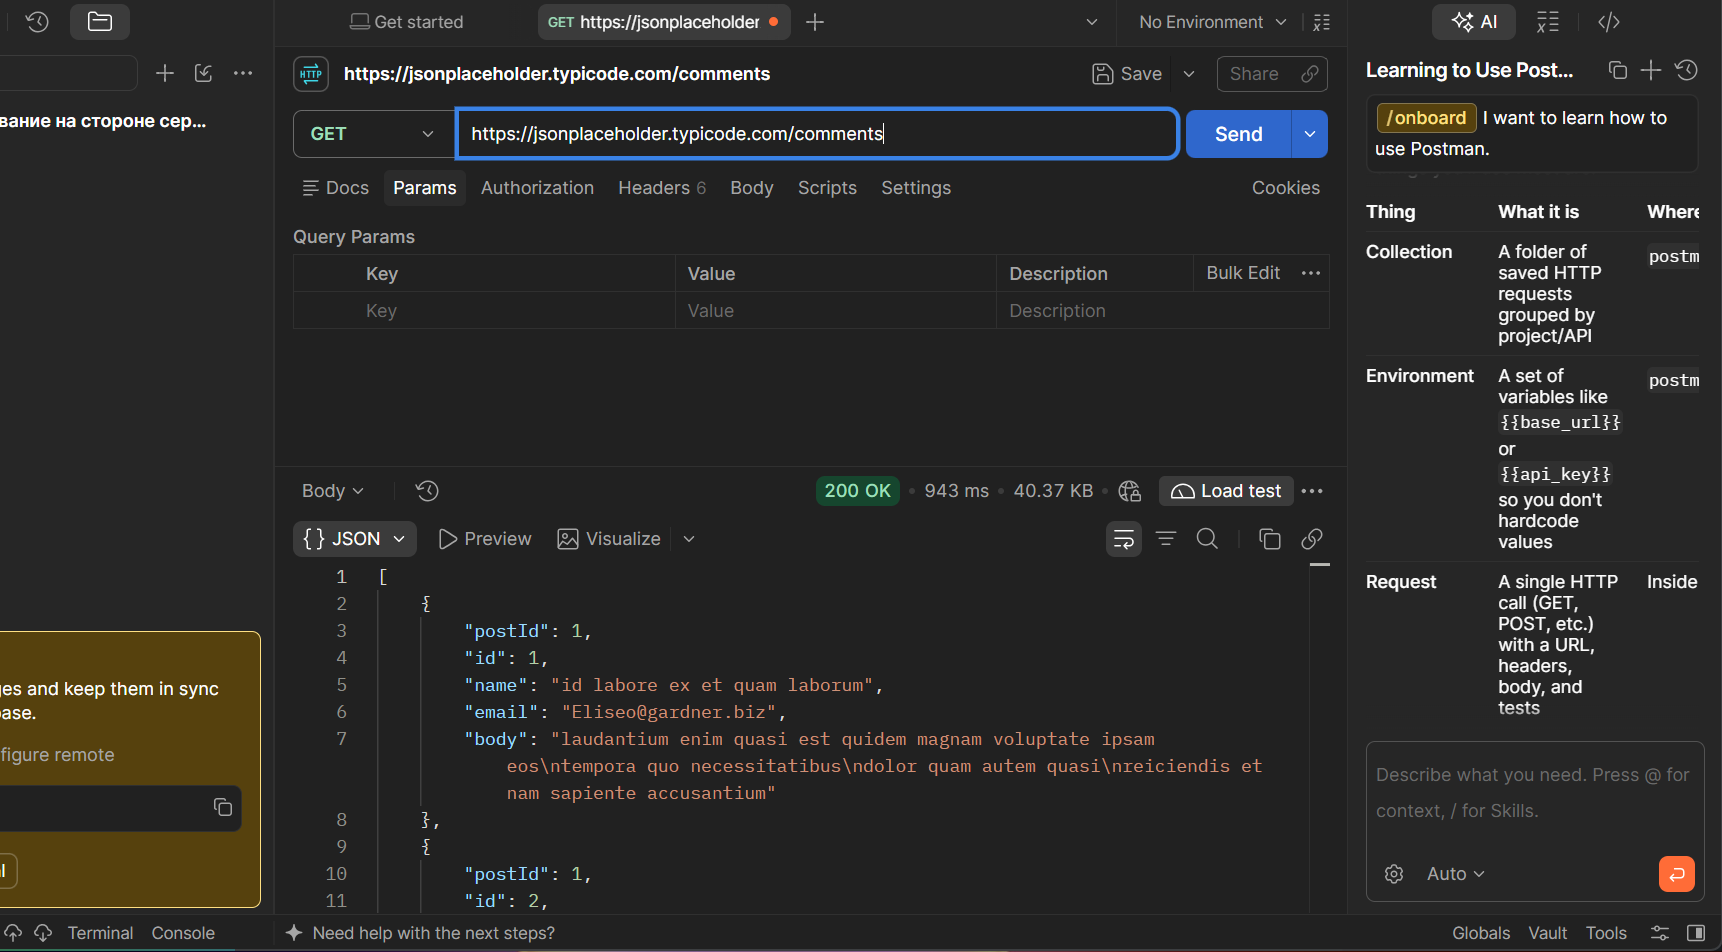 Get started
GET https://jsonplaceholder
No Environment
AI
HTTP https://jsonplaceholder.typicode.com/comments
Save
Share
GET
https://jsonplaceholder.typicode.com/comments
Send
Docs Params Authorization Headers 6 Body Scripts Settings Cookies
Query Params
Key Value Description Bulk Edit
Key Value Description
Body
200 OK • 943 ms • 40.37 KB • Load test
{} JSON Preview Visualize
1 [
2 {
3 "postId": 1,
4 "id": 1,
5 "name": "id labore ex et quam laborum",
6 "email": "Eliseo@gardner.biz",
7 "body": "laudantium enim quasi est quidem magnam voluptate ipsam
eos\ntempora quo necessitatibus\ndolor quam autem quasi\nreiciendis et
nam sapiente accusantium"
8 },
9 {
10 "postId": 1,
11 "id": 2,
вание на стороне сер...
ges and keep them in sync
base.
figure remote
Learning to Use Post...
/onboard I want to learn how to
use Postman.
Thing What it is Where
Collection A folder of postm
saved HTTP
requests
grouped by
project/API
Environment A set of postm
variables like
{{base_url}}
or
{{api_key}}
so you don't
hardcode
values
Request A single HTTP Inside
call (GET,
POST, etc.)
with a URL,
headers,
body, and
tests
Describe what you need. Press @ for
context, / for Skills.
Auto
Terminal Console
Need help with the next steps?
Globals Vault Tools